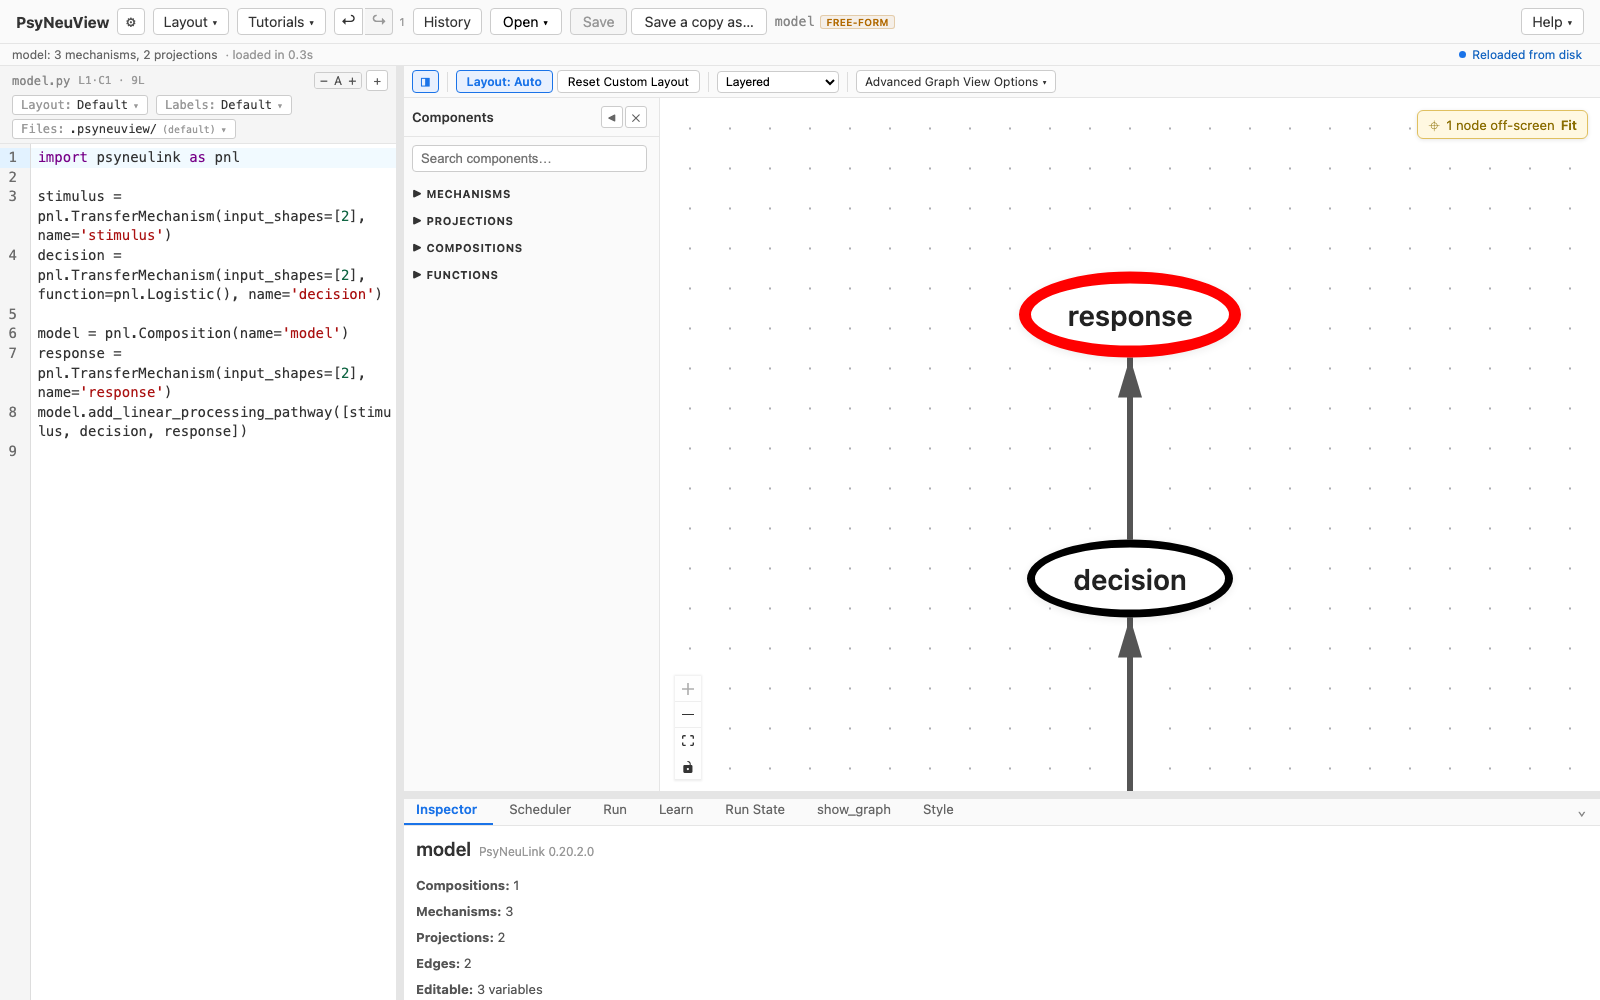 PsyNeuView
Layout ▾
Tutorials ▾
1
History
Open ▾
Save
Save a copy as...
model FREE-FORM
Help ▾
model: 3 mechanisms, 2 projections · loaded in 0.3s
Reloaded from disk
model.py L1·C1 · 9L
− A +
+
Layout: Default ▾
Labels: Default ▾
Files: .psyneuview/ (default) ▾
1 import psyneulink as pnl
2
3 stimulus =
pnl.TransferMechanism(input_shapes=[2],
name='stimulus')
4 decision =
pnl.TransferMechanism(input_shapes=[2],
function=pnl.Logistic(), name='decision')
5
6 model = pnl.Composition(name='model')
7 response =
pnl.TransferMechanism(input_shapes=[2],
name='response')
8 model.add_linear_processing_pathway([stimu
lus, decision, response])
9
Layout: Auto
Reset Custom Layout
Layered
Advanced Graph View Options ▾
Components
Search components...
MECHANISMS
PROJECTIONS
COMPOSITIONS
FUNCTIONS
1 node off-screen Fit
response
decision
Inspector
Scheduler
Run
Learn
Run State
show_graph
Style
model PsyNeuLink 0.20.2.0
Compositions: 1
Mechanisms: 3
Projections: 2
Edges: 2
Editable: 3 variables